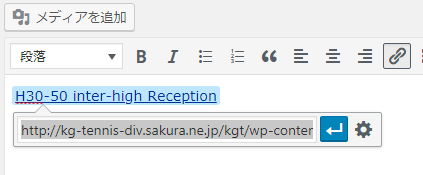 メディアを追加
段落 B I
H30-50 inter-high Reception
http://kg-tennis-div.sakura.ne.jp/kgt/wp-conter